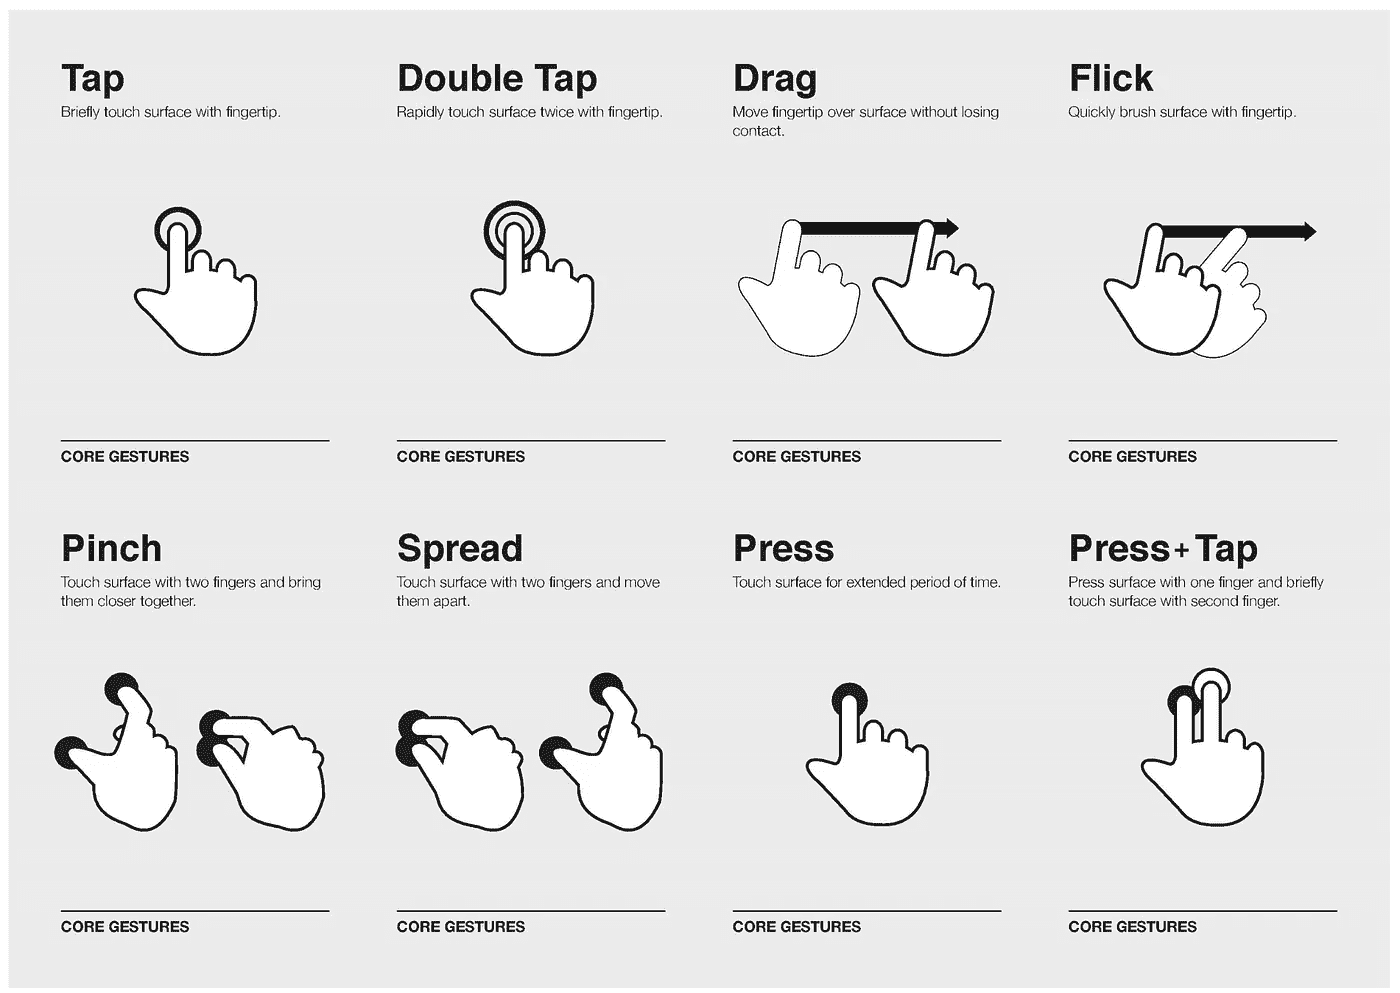 Tap
Briefly touch surface with fingertip.
Double Tap
Rapidly touch surface twice with fingertip.
Drag
Move fingertip over surface without losing
contact.
Flick
Quickly brush surface with fingertip.
CORE GESTURES
CORE GESTURES
CORE GESTURES
CORE GESTURES
Pinch
Touch surface with two fingers and bring
them closer together.
Spread
Touch surface with two fingers and move
them apart.
Press
Touch surface for extended period of time.
Press + Tap
Press surface with one finger and briefly
touch surface with second finger.
CORE GESTURES
CORE GESTURES
CORE GESTURES
CORE GESTURES